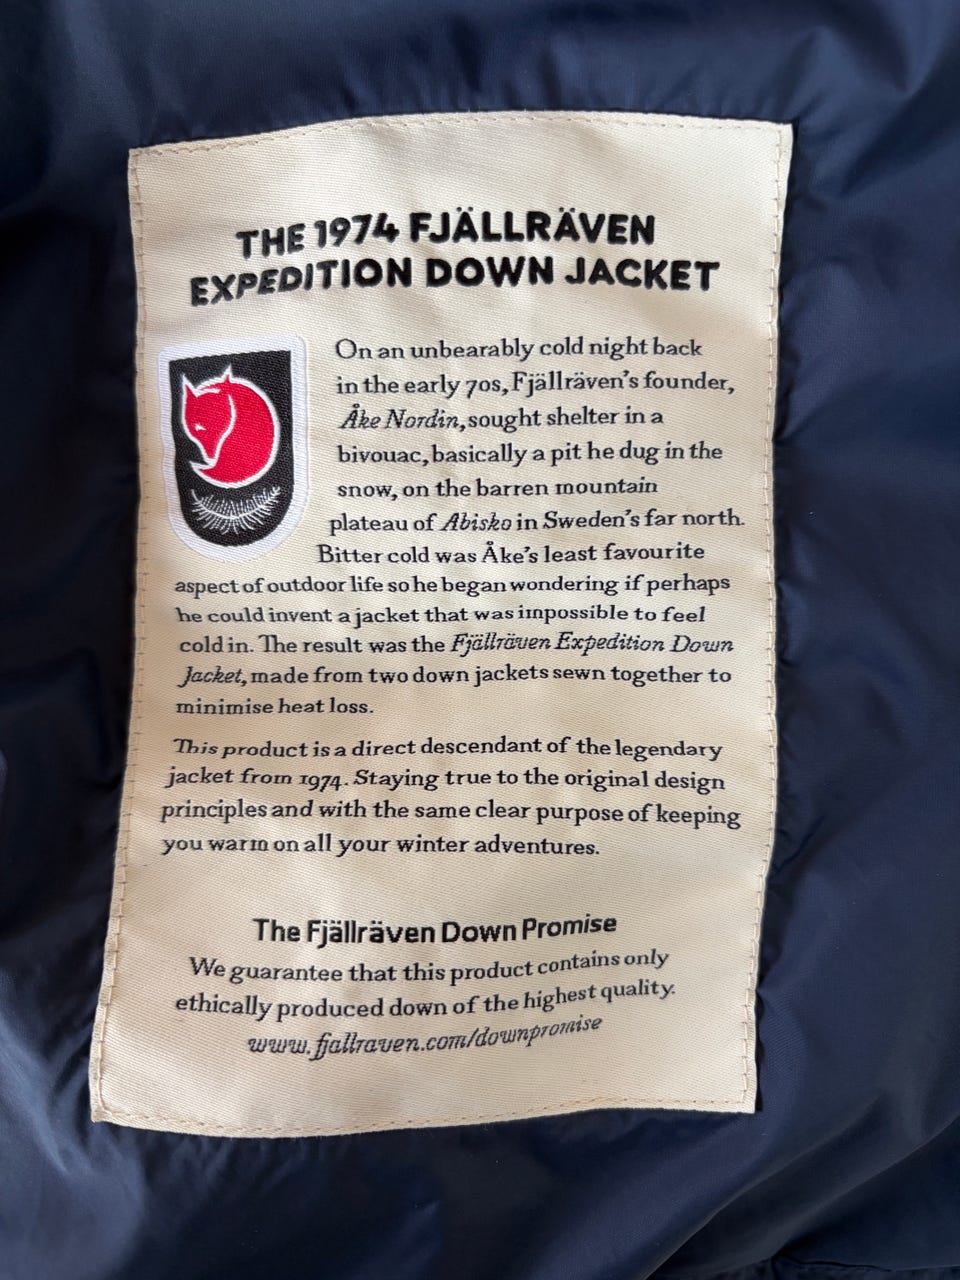 THE 1974 FJÄLLRÄVEN
EXPEDITION DOWN JACKET
On an unbearably cold night back
in the early 70s, Fjällräven's founder,
Åke Nordin, sought shelter in a
bivouac, basically a pit he dug in the
snow, on the barren mountain
plateau of Abisko in Sweden's far north.
Bitter cold was Åke's least favourite
aspect of outdoor life so he began wondering if perhaps
he could invent a jacket that was impossible to feel
cold in. The result was the Fjällräven Expedition Down
Jacket, made from two down jackets sewn together to
minimise heat loss.
This product is a direct descendant of the legendary
jacket from 1974. Staying true to the original design
principles and with the same clear purpose of keeping
you warm on all your winter adventures.
The Fjällräven Down Promise
We guarantee that this product contains only
ethically produced down of the highest quality.
www.fjallraven.com/downpromise